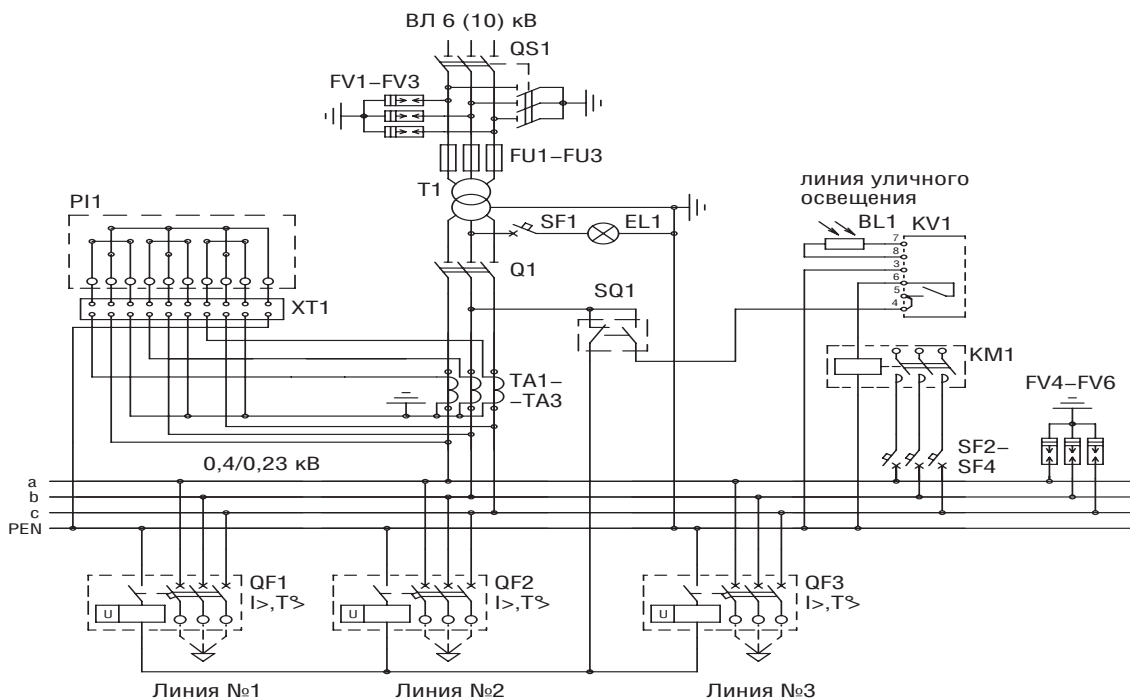 ВЛ 6 (10) кВ
QS1
FV1–FV3
FU1–FU3
T1
линия уличного
освещения
PI1
SF1
EL1
BL1
KV1
7
8
3
6
5
4
Q1
SQ1
XT1
KM1
TA1–
–TA3
FV4–FV6
SF2–
SF4
0,4/0,23 кВ
a
b
c
PEN
QF1
I>,T°>
QF2
I>,T°>
QF3
I>,T°>
U
U
U
Линия №1
Линия №2
Линия №3